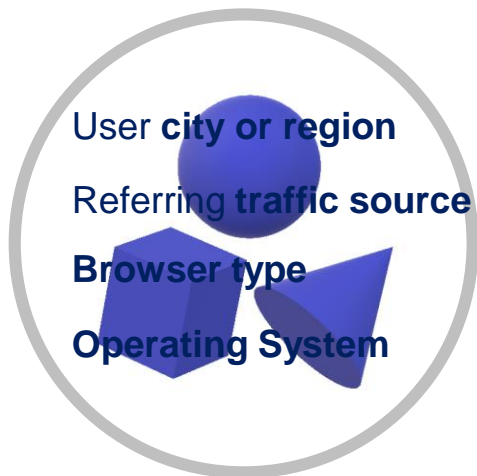 User city or region
Referring traffic source
Browser type
Operating System